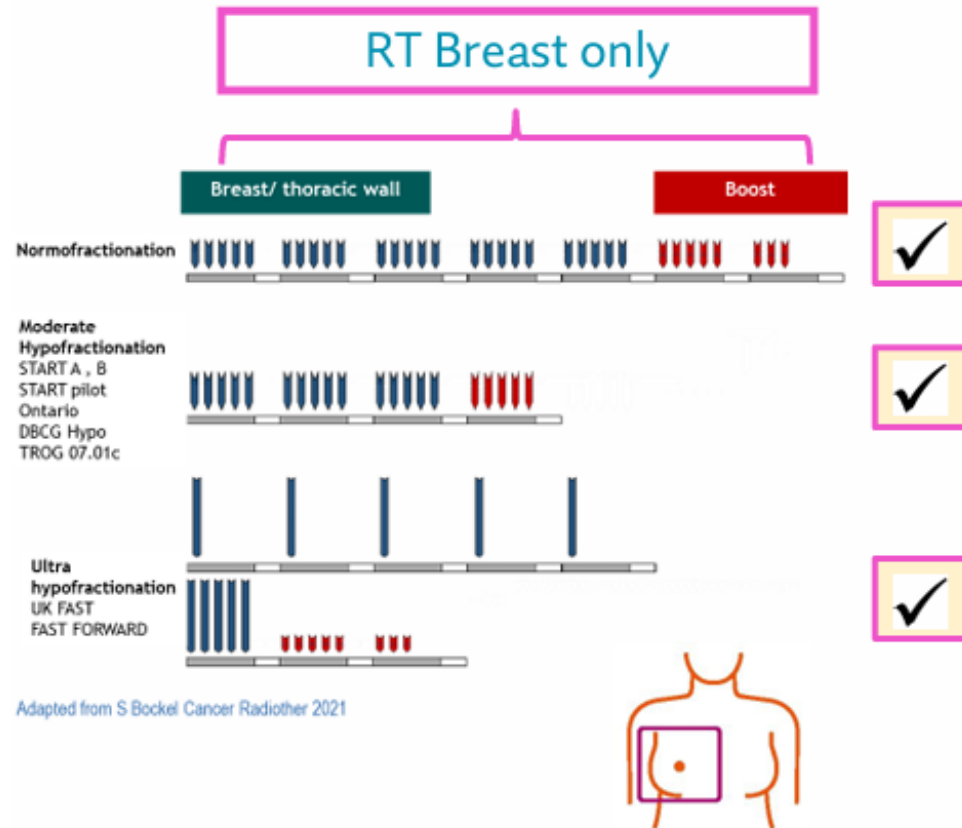 RT Breast only
Breast/ thoracic wall
Boost
Normofractionation
Moderate
Hypofractionation
START A , B
START pilot
Ontario
DBCG Hypo
TROG 07.01c
Ultra
hypofractionation
UK FAST
FAST FORWARD
Adapted from S Bockel Cancer Radiother 2021